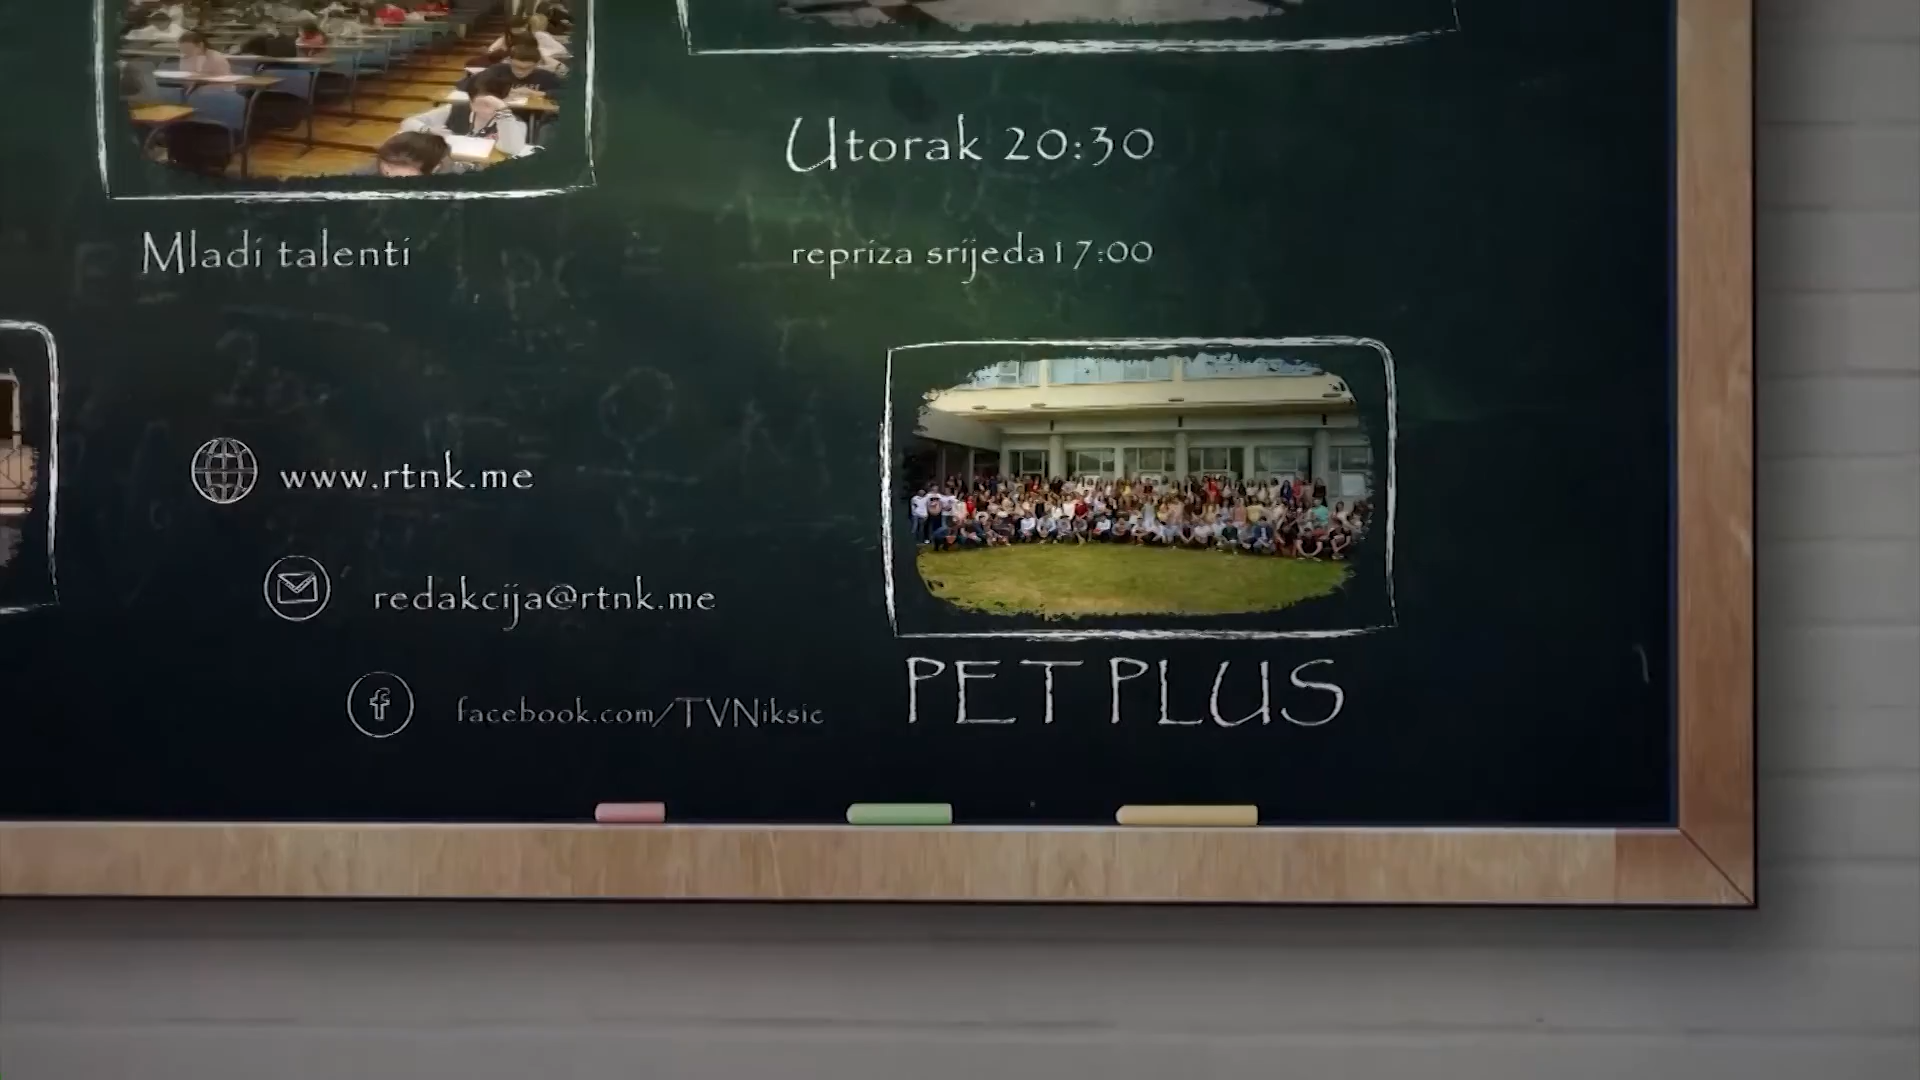 Utorak 20:30
Mladi talenti
repriza srijeda 17:00
www.rtnk.me
redakcija@rtnk.me
facebook.com/TVNiksic
PET PLUS